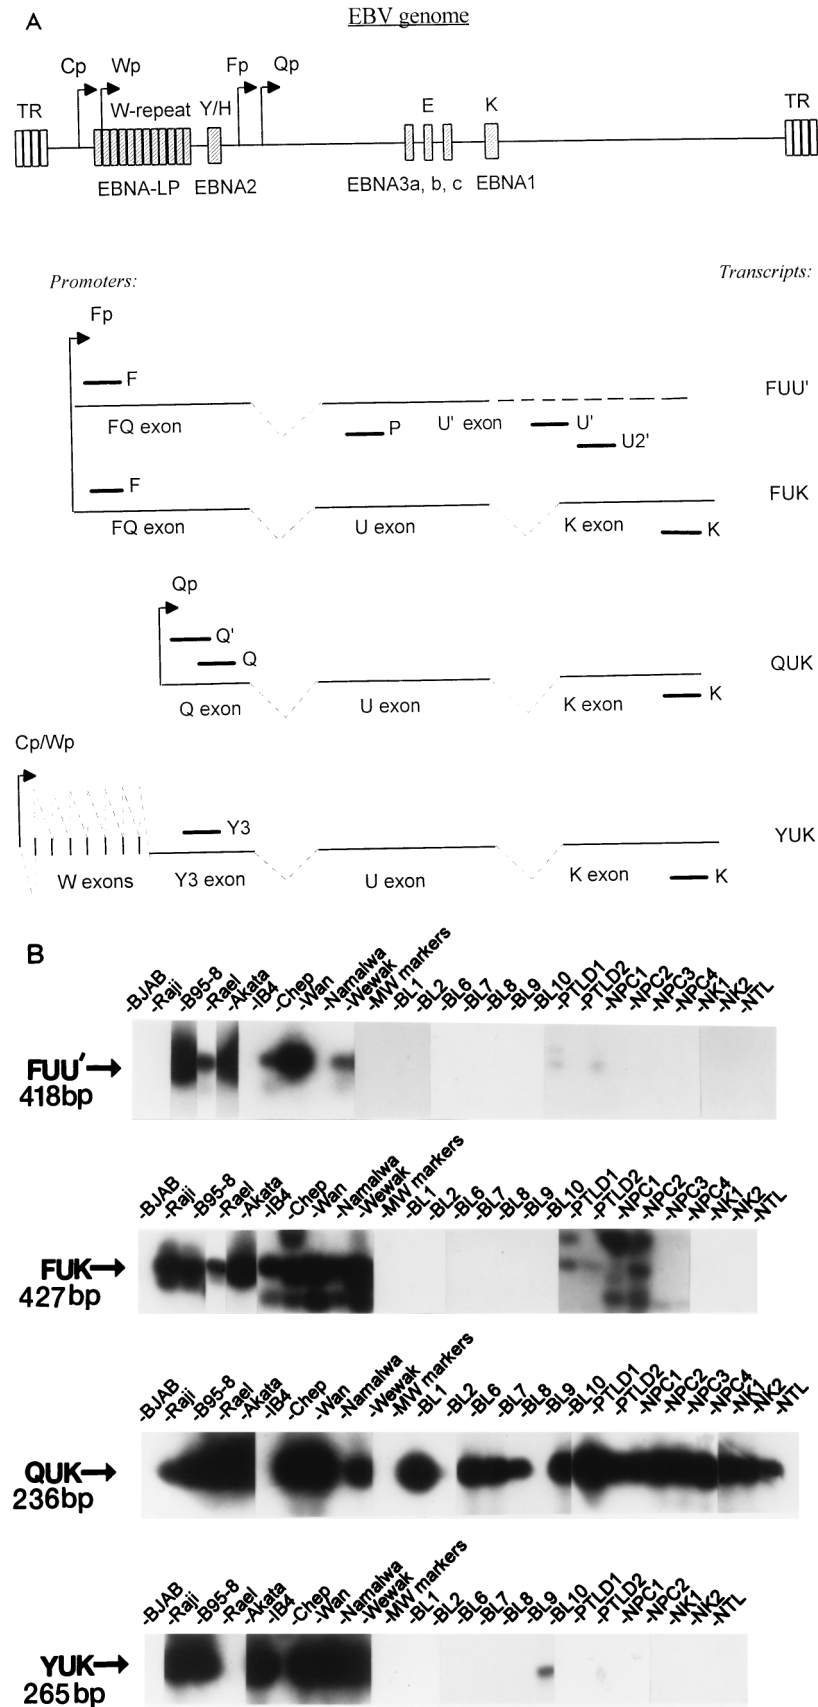 A
EBV genome
Cp Wp Fp Qp
TR W-repeat Y/H E K TR
EBNA-LP EBNA2 EBNA3a, b, c EBNA1
Promoters: Transcripts:
Fp
F
FUU'
FQ exon P U' exon U'
U2'
F
FUK
FQ exon U exon K exon K
Qp
Q'
Q
QUK
Q exon U exon K exon K
Cp/Wp
Y3
YUK
W exons Y3 exon U exon K exon K
B
-BJAB -Raji -B95-8 -Rael -Akata -IB4 -Chep -Wan -Namalwa -Wewak -MW markers -BL1 -BL2 -BL6 -BL7 -BL8 -BL9 -BL10 -PTLD1 -PTLD2 -NPC1 -NPC2 -NPC3 -NPC4 -NK1 -NK2 -NTL
FUU'
418bp
-BJAB -Raji -B95-8 -Rael -Akata -IB4 -Chep -Wan -Namalwa -Wewak -MW markers -BL1 -BL2 -BL6 -BL7 -BL8 -BL9 -BL10 -PTLD1 -PTLD2 -NPC1 -NPC2 -NPC3 -NPC4 -NK1 -NK2 -NTL
FUK
427bp
-BJAB -Raji -B95-8 -Rael -Akata -IB4 -Chep -Wan -Namalwa -Wewak -MW markers -BL1 -BL2 -BL6 -BL7 -BL8 -BL9 -BL10 -PTLD1 -PTLD2 -NPC1 -NPC2 -NPC3 -NPC4 -NK1 -NK2 -NTL
QUK
236bp
-BJAB -Raji -B95-8 -Rael -Akata -IB4 -Chep -Wan -Namalwa -Wewak -MW markers -BL1 -BL2 -BL6 -BL7 -BL8 -BL9 -BL10 -PTLD1 -PTLD2 -NPC1 -NPC2 -NK1 -NK2 -NTL
YUK
265bp